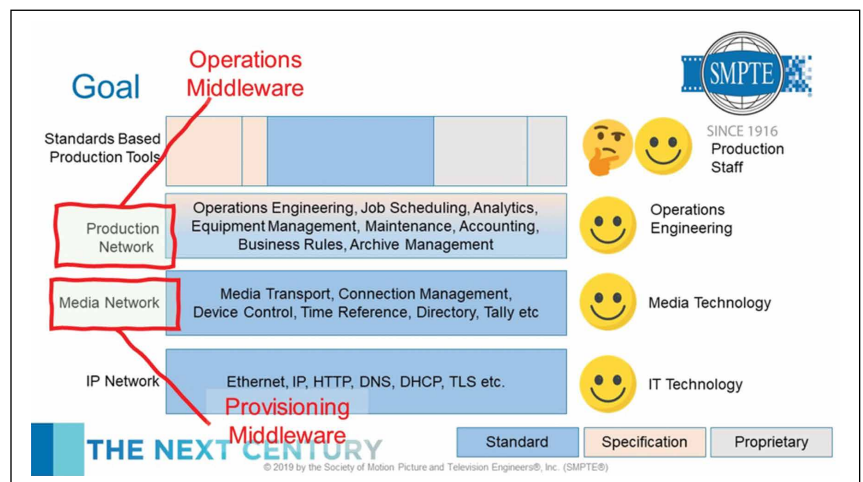 Operations
Middleware
Goal
SMPTE
SINCE 1916
Standards Based
Production Tools
Production
Staff
Production
Network
Operations Engineering, Job Scheduling, Analytics,
Equipment Management, Maintenance, Accounting,
Business Rules, Archive Management
Operations
Engineering
Media Network
Media Transport, Connection Management,
Device Control, Time Reference, Directory, Tally etc
Media Technology
IP Network
Ethernet, IP, HTTP, DNS, DHCP, TLS etc.
IT Technology
Provisioning
Middleware
THE NEXT CENTURY
Standard
Specification
Proprietary
© 2019 by the Society of Motion Picture and Television Engineers®, Inc. (SMPTE®)